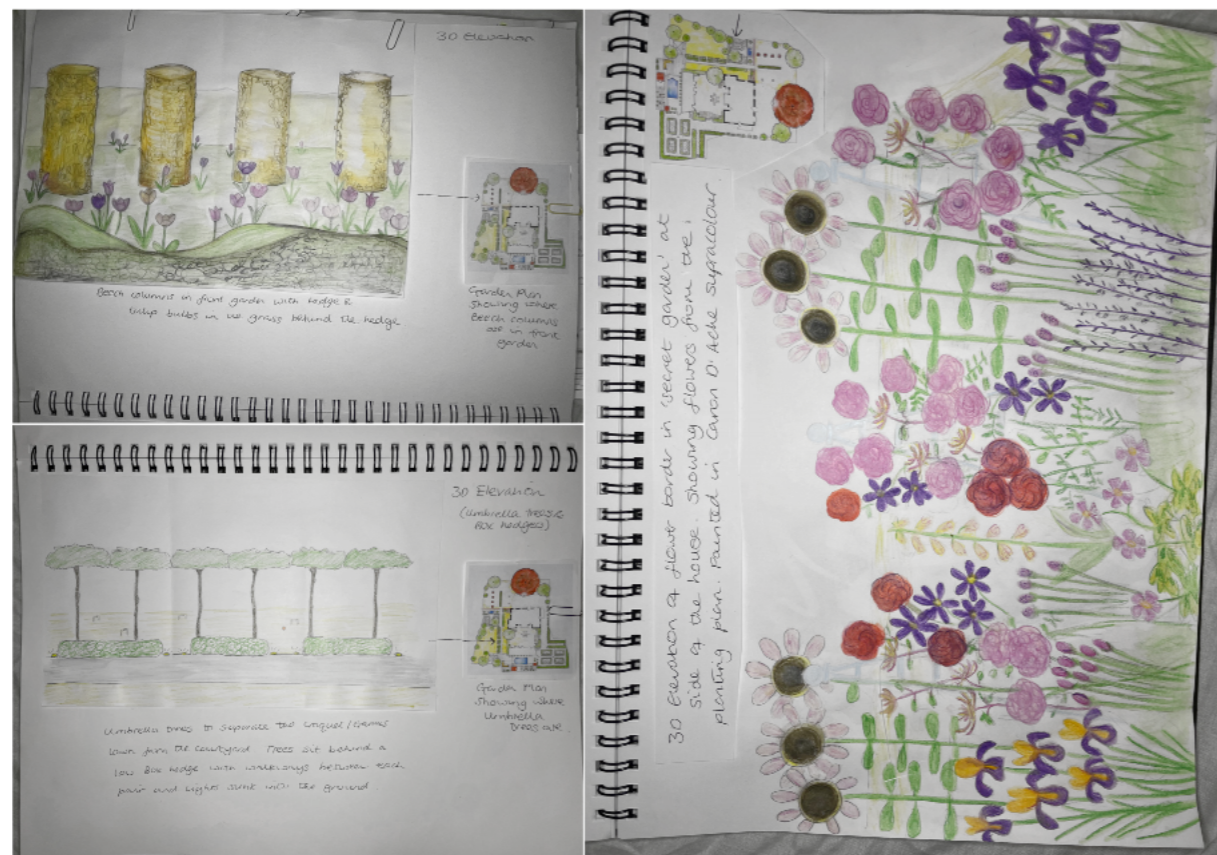 3D Elevation
Beech columns in front garden with hedge &
tulip bulbs in the grass behind the hedge
Garden Plan
Showing where
Beech columns
are in front
garden
3D Elevation
(Umbrella Trees &
Box hedges)
Garden Plan
Showing where
Umbrella
Trees are.
Umbrella trees to separate the croquet/tennis
lawn from the courtyard. Trees sit behind a
low Box hedge with walkways between each
pair and lights sunk into the ground.
3D Elevation of flower border in 'secret garden' at
side of the house. Showing flowers from the
planting plan. Painted in Caran D'Ache supracolour